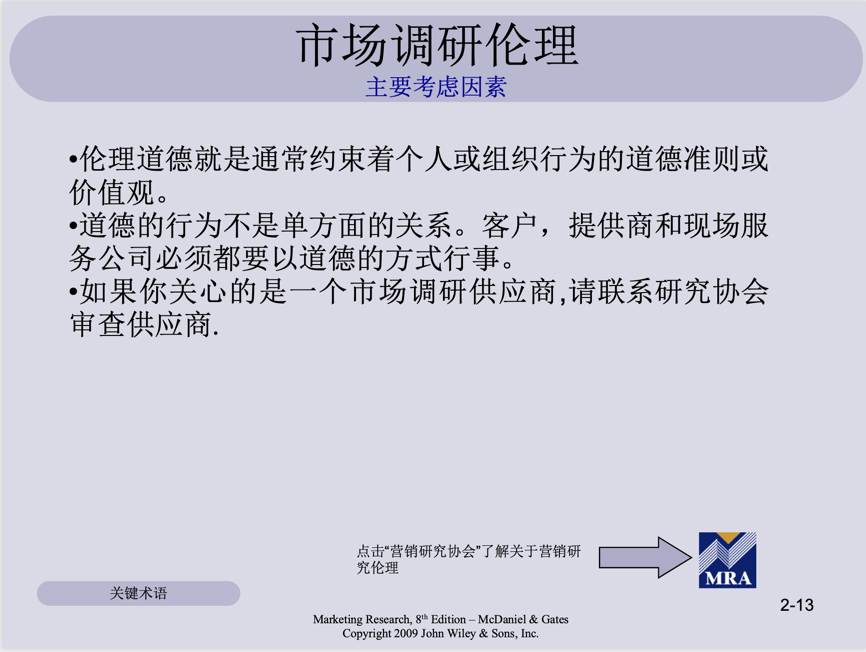 市场调研伦理
主要考虑因素
•伦理道德就是通常约束着个人或组织行为的道德准则或
价值观。
•道德的行为不是单方面的关系。客户，提供商和现场服
务公司必须都要以道德的方式行事。
•如果你关心的是一个市场调研供应商,请联系研究协会
审查供应商.
点击“营销研究协会”了解关于营销研
究伦理
MRA
关键术语
2-13
Marketing Research, 8th Edition – McDaniel & Gates
Copyright 2009 John Wiley & Sons, Inc.